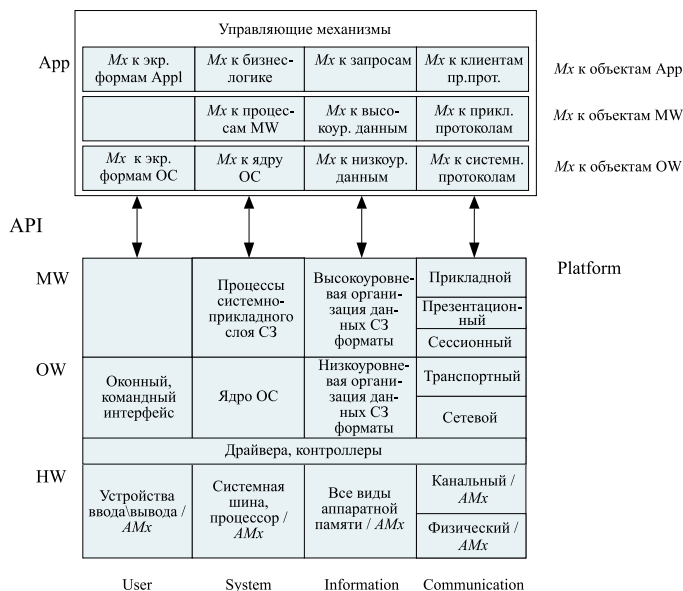 Управляющие механизмы
App
Mx к экр.
формам Appl
Mx к бизнес-
логике
Mx к запросам
Mx к клиентам
пр.прот.
Mx к объектам App
Mx к процес-
сам MW
Mx к высо-
коур. данным
Mx к прикл.
протоколам
Mx к объектам MW
Mx к экр.
формам ОС
Mx к ядру
ОС
Mx к низкоур.
данным
Mx к системн.
протоколам
Mx к объектам OW
API
Platform
MW
Процессы
системно-
прикладного
слоя СЗ
Высокоуровне-
вая органи-
зация дан-
ных СЗ
форматы
Прикладной
Презентацион-
ный
Сессионный
OW
Оконный,
командный
интерфейс
Ядро ОС
Низкоуровне-
вая органи-
зация дан-
ных СЗ
форматы
Транспортный
Сетевой
Драйвера, контроллеры
HW
Устройства
ввода\вывода /
AMx
Системная
шина,
процессор /
AMx
Все виды
аппаратной
памяти / AMx
Канальный /
AMx
Физический /
AMx
User
System
Information
Communication